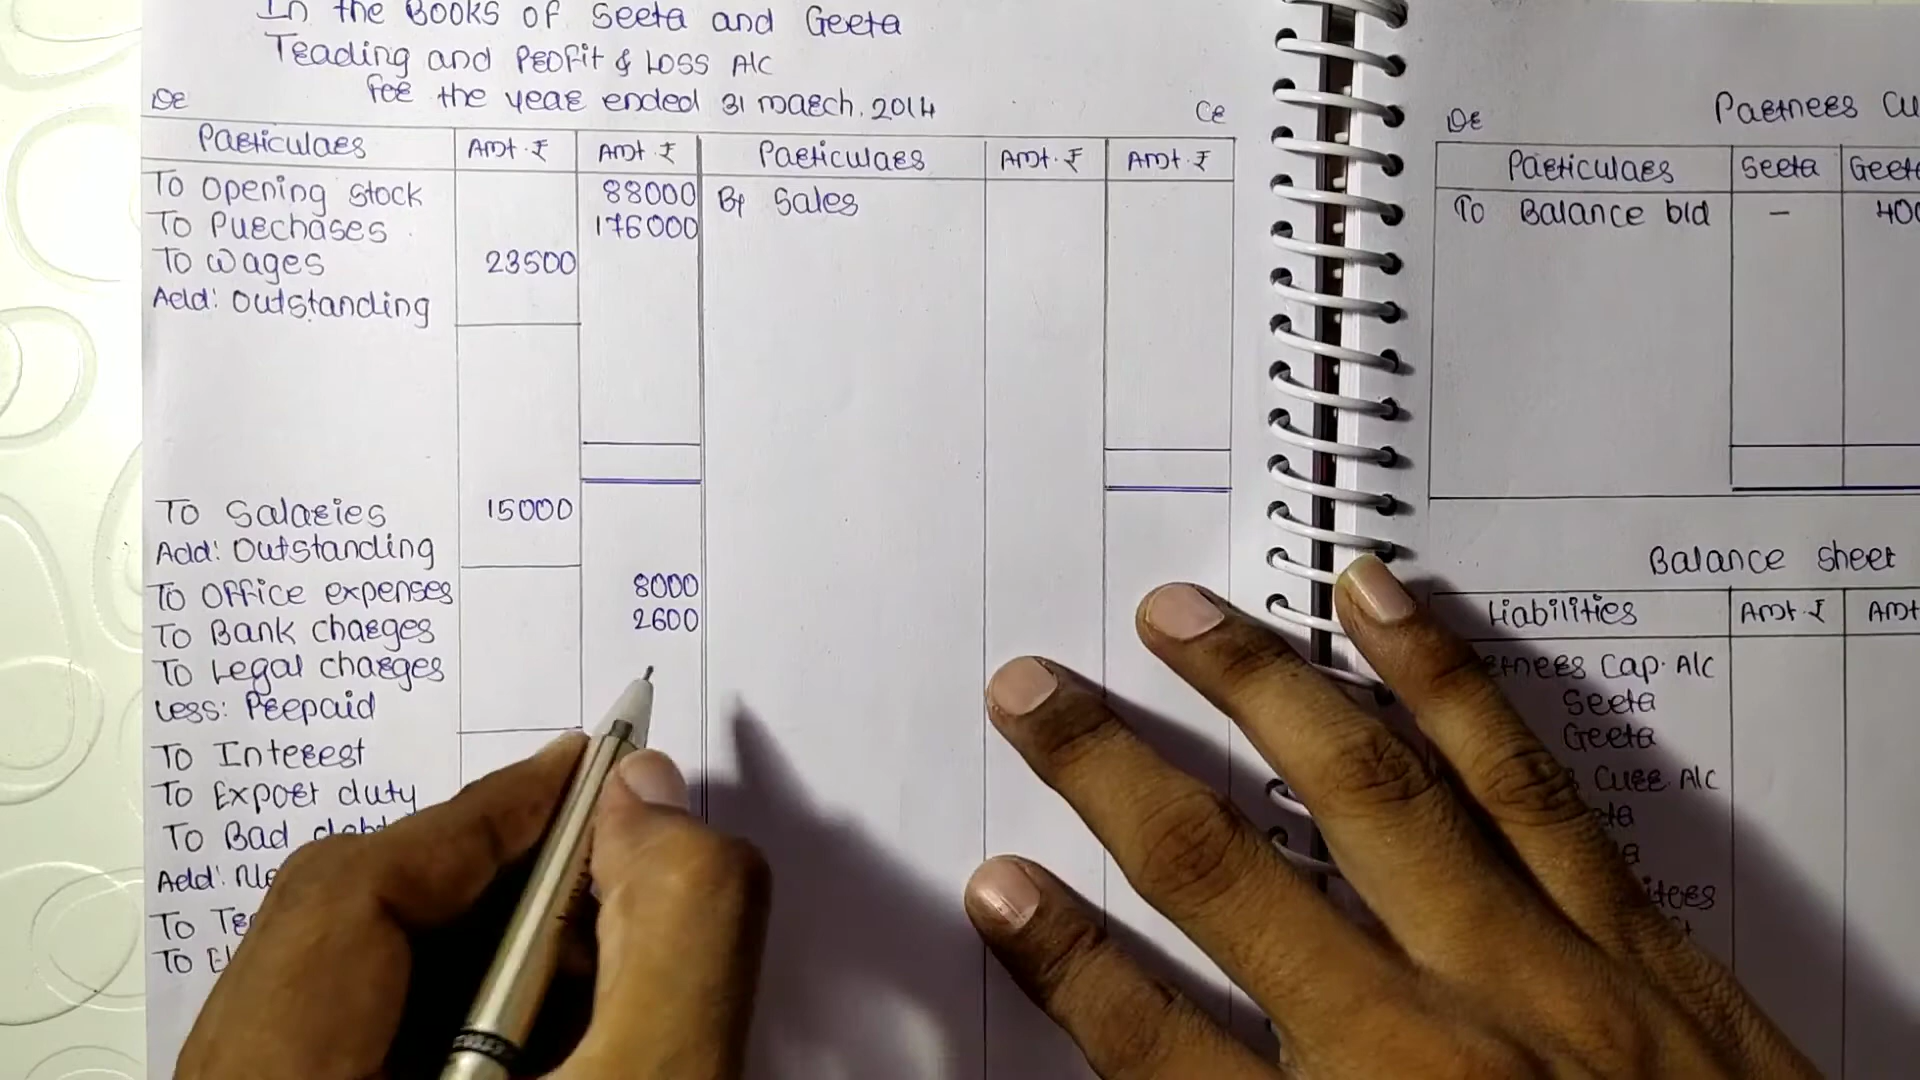 In the Books of Seeta and Geeta
Trading and Profit & Loss A/c
for the year ended 31 march. 2014
Dr Cr
Particulars Amt. ₹ Amt. ₹ Particulars Amt. ₹ Amt. ₹
To Opening Stock 88000 By Sales
To Purchases 176000
To Wages 23500
Add: Outstanding
To Salaries 15000
Add: Outstanding
To Office expenses 8000
To Bank charges 2600
To Legal charges
Less: Prepaid
To Interest
To Export duty
To Bad
Add:
To
To
Dr Partners
Particulars Seeta
To Balance b/d –
Balance Sheet
Liabilities Amt. ₹
Cap. A/c
Seeta
Geeta
Curr. A/c